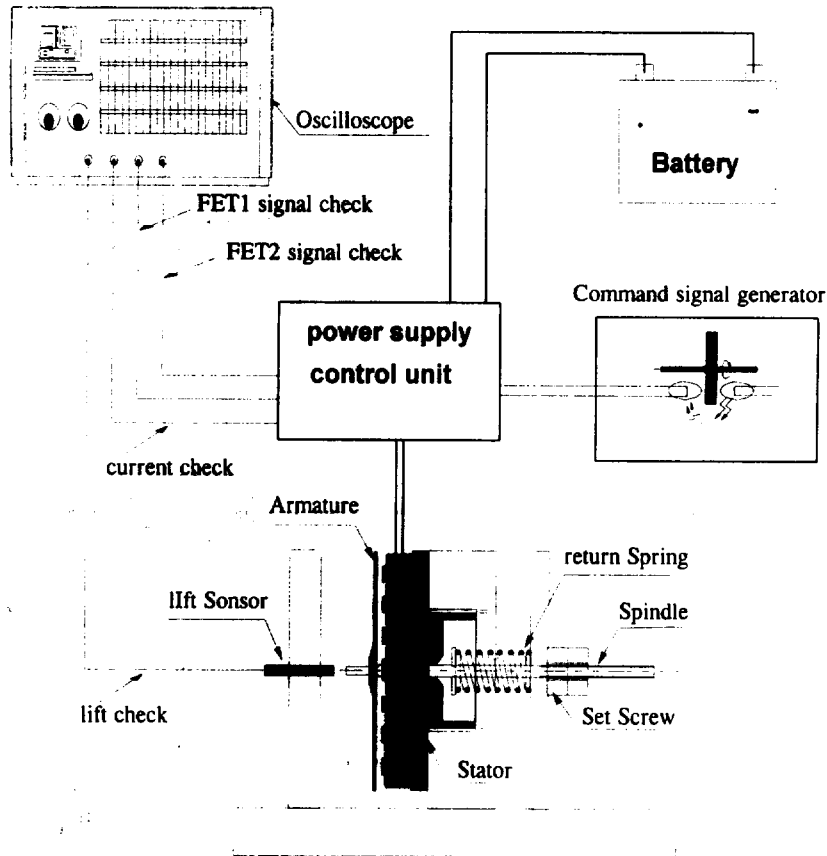 Oscilloscope
Battery
FET1 signal check
FET2 signal check
Command signal generator
power supply
control unit
current check
Armature
return Spring
lIft Sonsor
Spindle
lift check
Set Screw
Stator